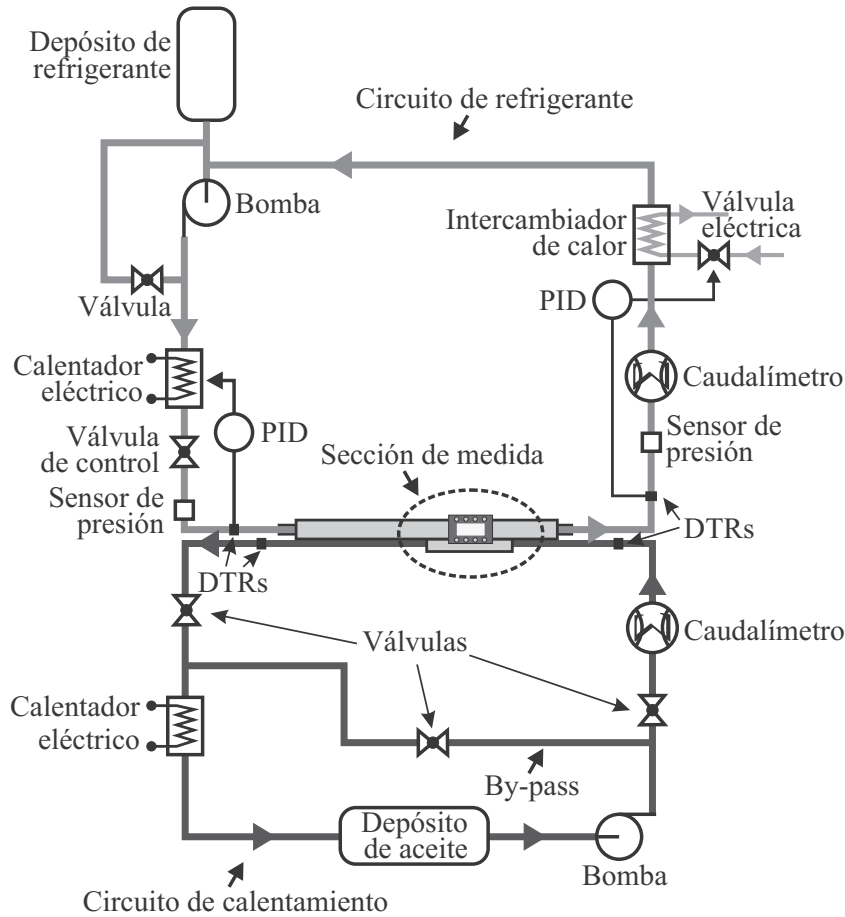 Depósito de
refrigerante
Circuito de refrigerante
Bomba
Intercambiador
de calor
Válvula
eléctrica
Válvula
PID
Calentador
eléctrico
Caudalímetro
PID
Válvula
de control
Sensor de
presión
Sección de medida
Sensor de
presión
DTRs
DTRs
Válvulas
Caudalímetro
Calentador
eléctrico
By-pass
Depósito
de aceite
Bomba
Circuito de calentamiento